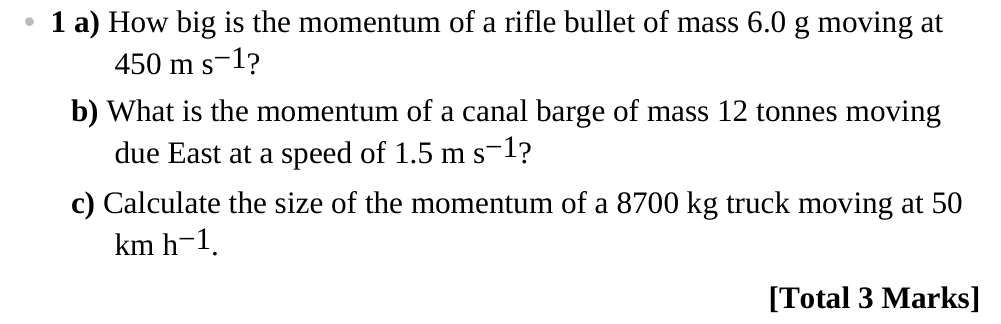 • 1 a) How big is the momentum of a rifle bullet of mass 6.0 g moving at
450 m s⁻¹?
b) What is the momentum of a canal barge of mass 12 tonnes moving
due East at a speed of 1.5 m s⁻¹?
c) Calculate the size of the momentum of a 8700 kg truck moving at 50
km h⁻¹.
[Total 3 Marks]